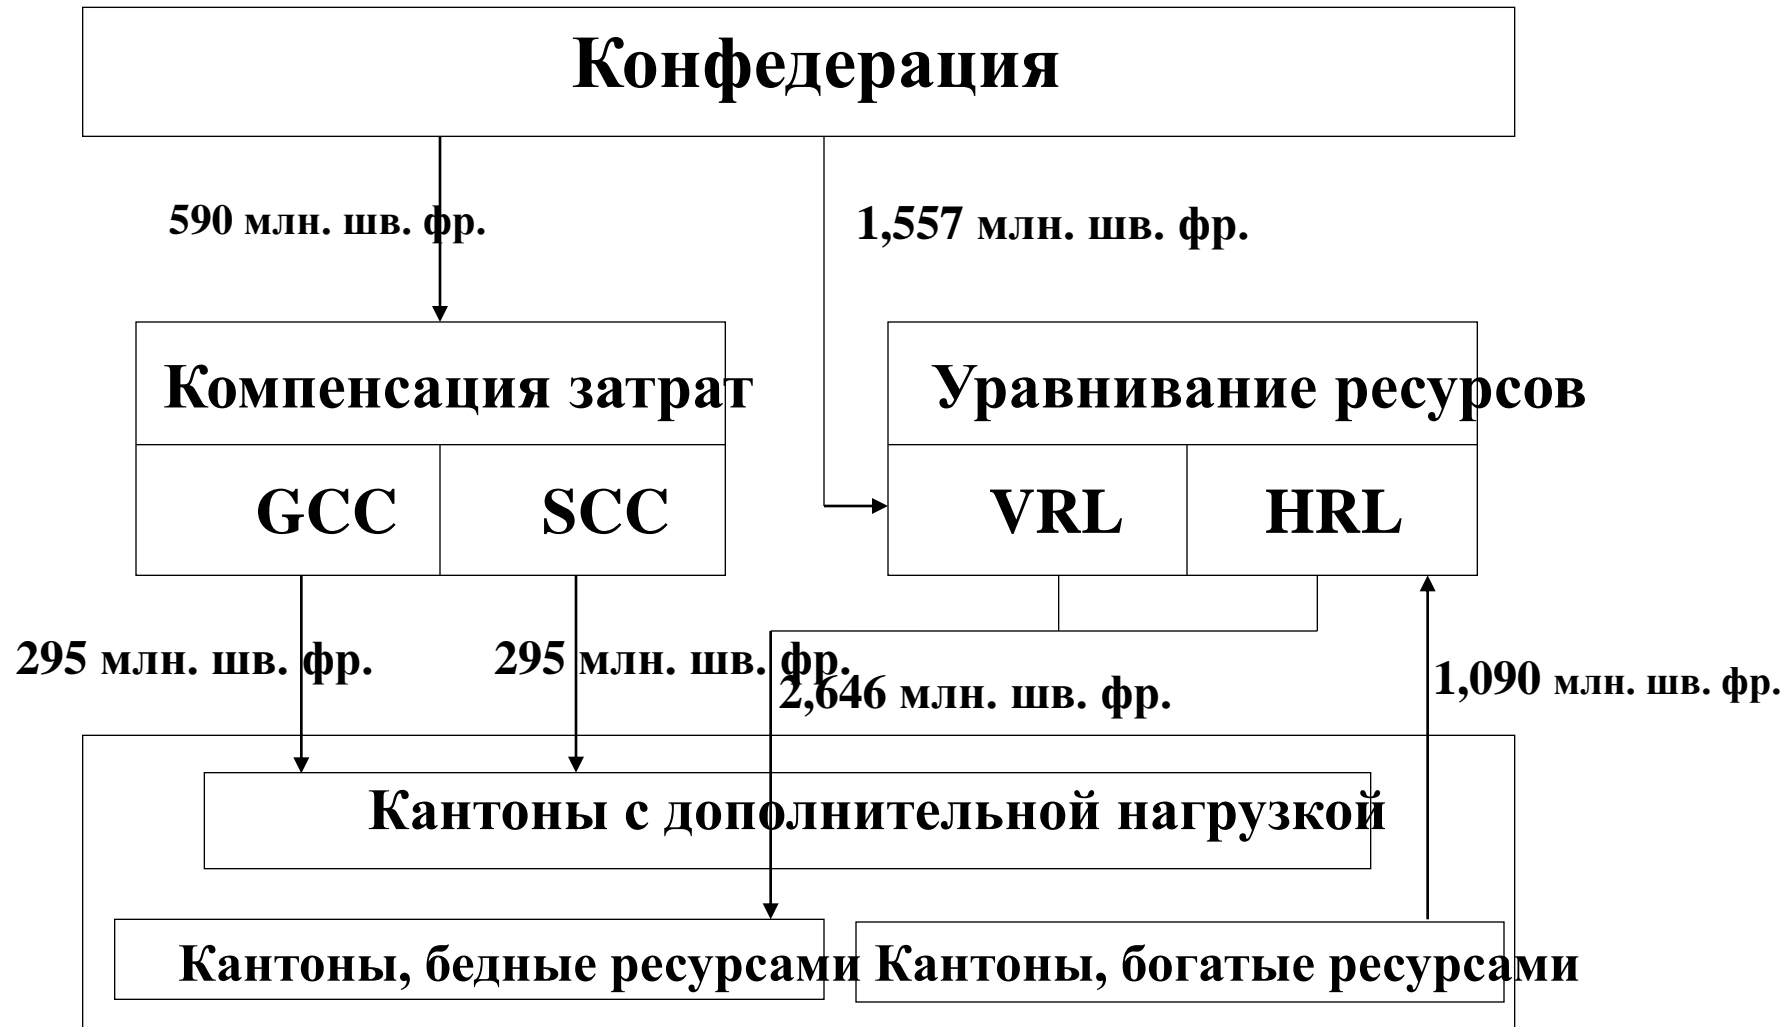 Конфедерация
590 млн. шв. фр.
1,557 млн. шв. фр.
Компенсация затрат
Уравнивание ресурсов
GCC
SCC
VRL
HRL
295 млн. шв. фр.
295 млн. шв. фр.
2,646 млн. шв. фр.
1,090 млн. шв. фр.
Кантоны с дополнительной нагрузкой
Кантоны, бедные ресурсами
Кантоны, богатые ресурсами